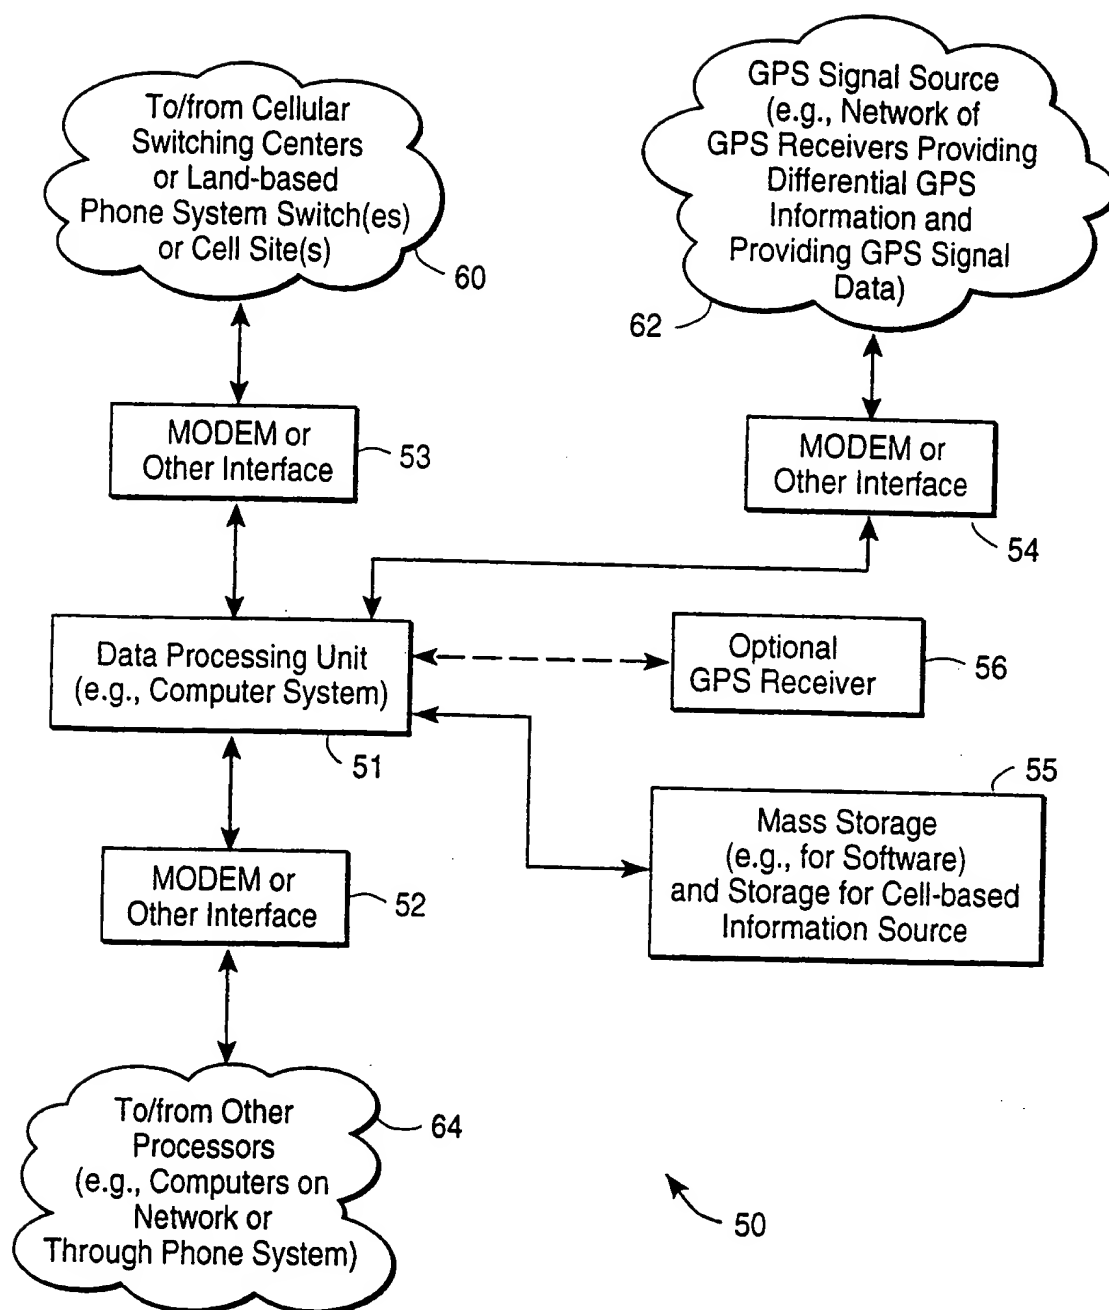 To/from Cellular
Switching Centers
or Land-based
Phone System Switch(es)
or Cell Site(s)
60
GPS Signal Source
(e.g., Network of
GPS Receivers Providing
Differential GPS
Information and
Providing GPS Signal
Data)
62
MODEM or
Other Interface
53
MODEM or
Other Interface
54
Data Processing Unit
(e.g., Computer System)
51
Optional
GPS Receiver
56
55
Mass Storage
(e.g., for Software)
and Storage for Cell-based
Information Source
MODEM or
Other Interface
52
To/from Other
Processors
(e.g., Computers on
Network or
Through Phone System)
64
50